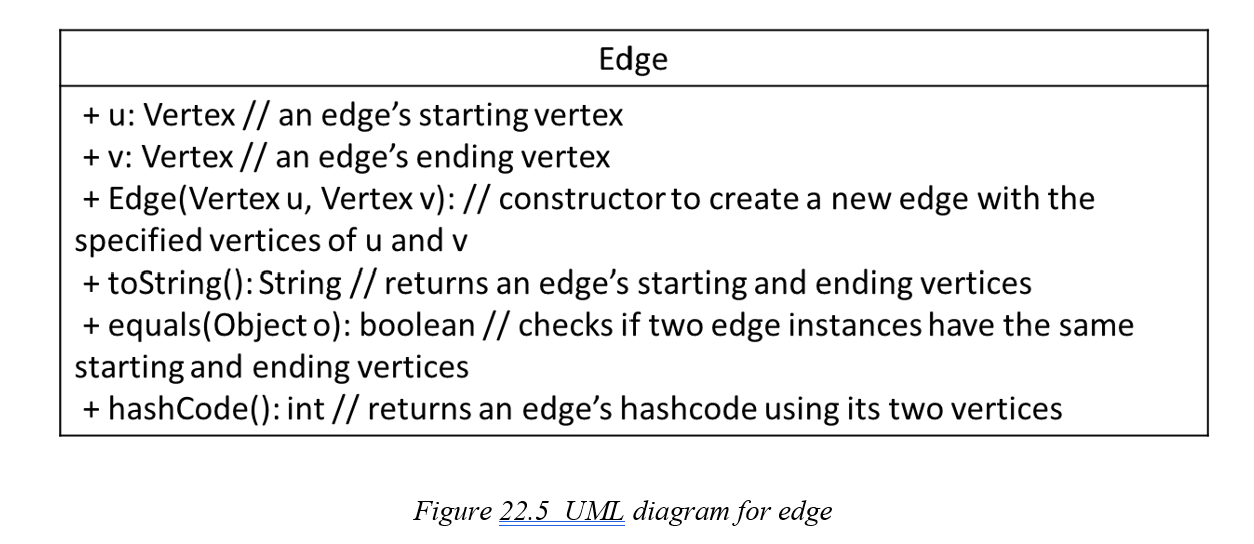 Edge
+ u: Vertex // an edge’s starting vertex
+ v: Vertex // an edge’s ending vertex
+ Edge(Vertex u, Vertex v): // constructor to create a new edge with the
specified vertices of u and v
+ toString(): String // returns an edge’s starting and ending vertices
+ equals(Object o): boolean // checks if two edge instances have the same
starting and ending vertices
+ hashCode(): int // returns an edge’s hashcode using its two vertices
Figure 22.5 UML diagram for edge